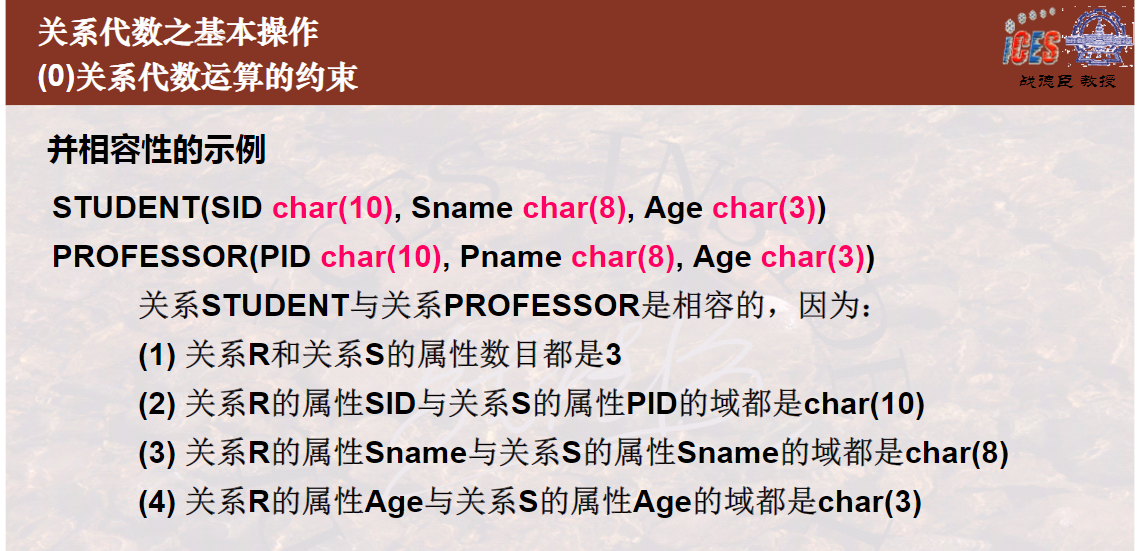 关系代数之基本操作
(0)关系代数运算的约束
iCES
战德臣 教授
并相容性的示例
STUDENT(SID char(10), Sname char(8), Age char(3))
PROFESSOR(PID char(10), Pname char(8), Age char(3))
关系STUDENT与关系PROFESSOR是相容的，因为：
(1) 关系R和关系S的属性数目都是3
(2) 关系R的属性SID与关系S的属性PID的域都是char(10)
(3) 关系R的属性Sname与关系S的属性Sname的域都是char(8)
(4) 关系R的属性Age与关系S的属性Age的域都是char(3)